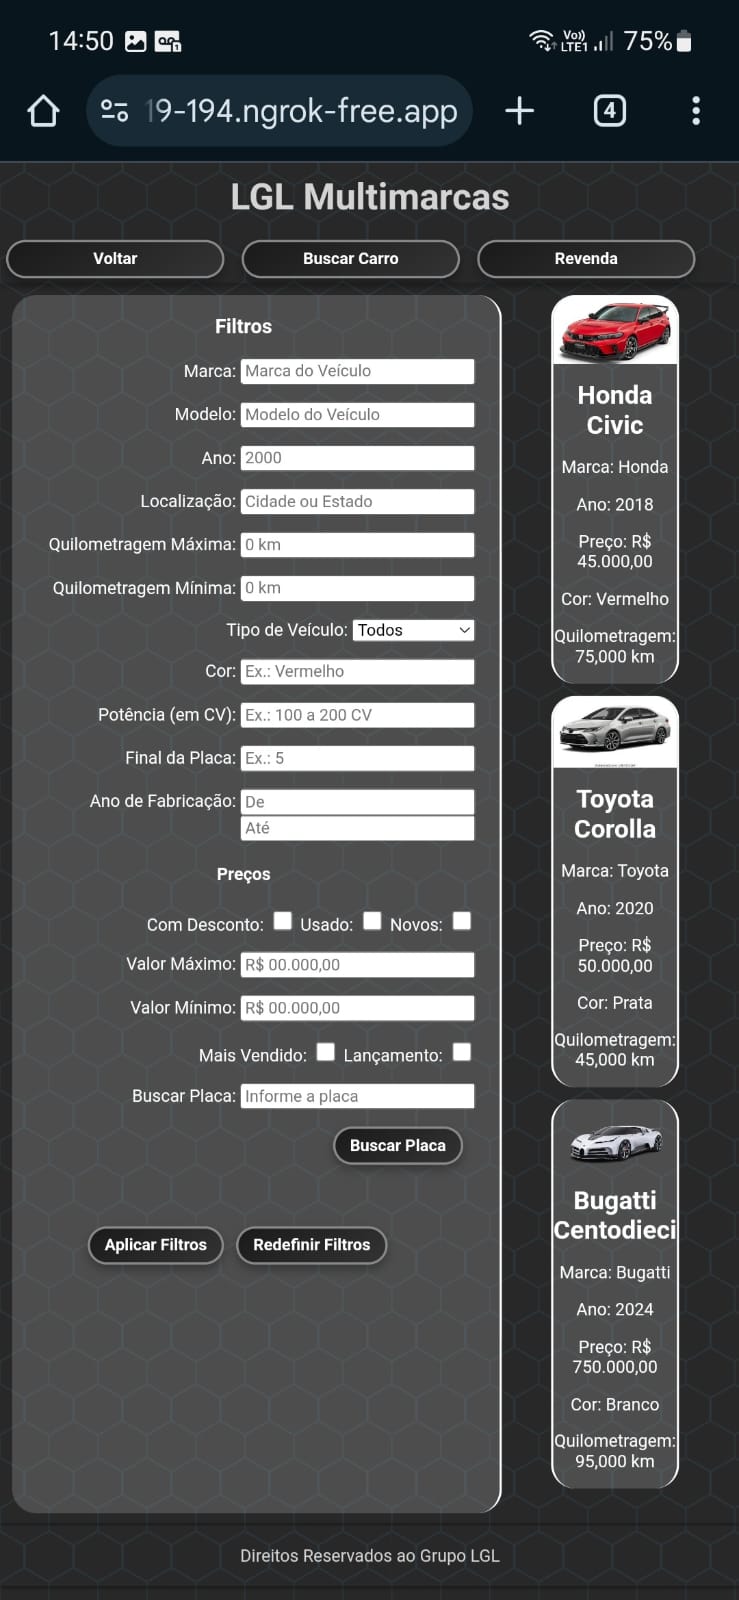 14:50
Vo))
LTE1
75%
19-194.ngrok-free.app
4
LGL Multimarcas
Voltar
Buscar Carro
Revenda
Filtros
Marca: Marca do Veículo
Modelo: Modelo do Veículo
Ano: 2000
Localização: Cidade ou Estado
Quilometragem Máxima: 0 km
Quilometragem Mínima: 0 km
Tipo de Veículo: Todos
Cor: Ex.: Vermelho
Potência (em CV): Ex.: 100 a 200 CV
Final da Placa: Ex.: 5
Ano de Fabricação: De
Até
Preços
Com Desconto: Usado: Novos:
Valor Máximo: R$ 00.000,00
Valor Mínimo: R$ 00.000,00
Mais Vendido: Lançamento:
Buscar Placa: Informe a placa
Buscar Placa
Aplicar Filtros
Redefinir Filtros
Honda
Civic
Marca: Honda
Ano: 2018
Preço: R$
45.000,00
Cor: Vermelho
Quilometragem:
75,000 km
Toyota
Corolla
Marca: Toyota
Ano: 2020
Preço: R$
50.000,00
Cor: Prata
Quilometragem:
45,000 km
Bugatti
Centodieci
Marca: Bugatti
Ano: 2024
Preço: R$
750.000,00
Cor: Branco
Quilometragem:
95,000 km
Direitos Reservados ao Grupo LGL